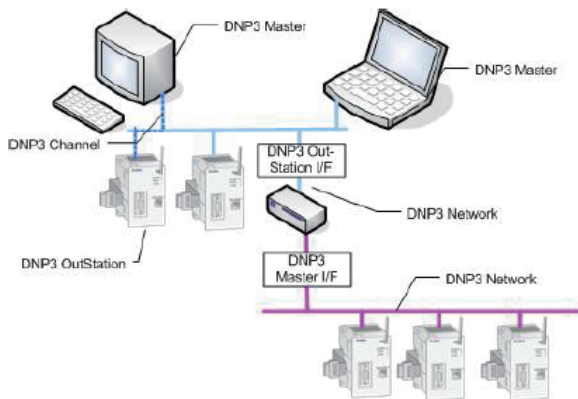 DNP3 Master
DNP3 Master
DNP3 Channel
DNP3 Out-
Station I/F
DNP3 Network
DNP3 OutStation
DNP3
Master I/F
DNP3 Network